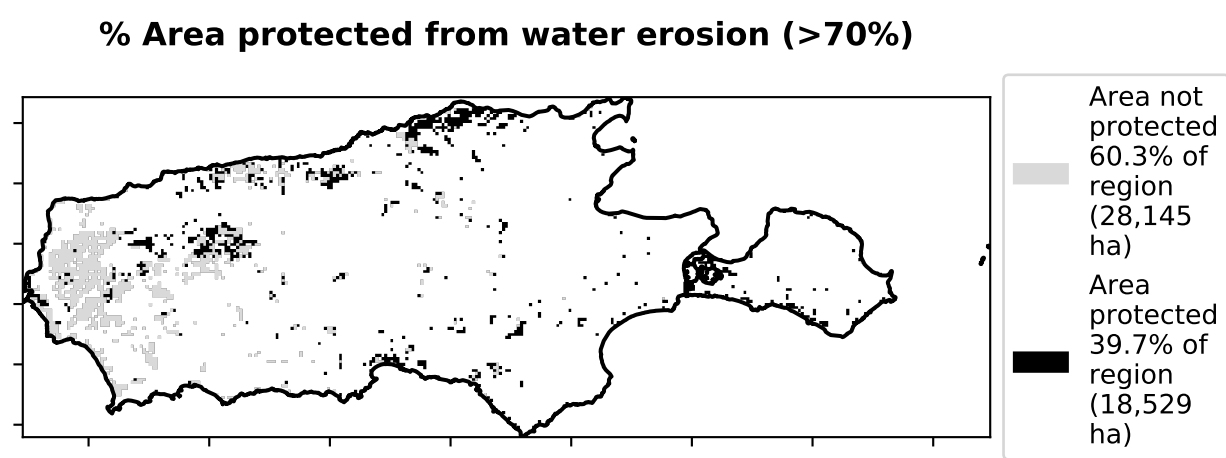 % Area protected from water erosion (>70%)
Area not
protected
60.3% of
region
(28,145
ha)
Area
protected
39.7% of
region
(18,529
ha)